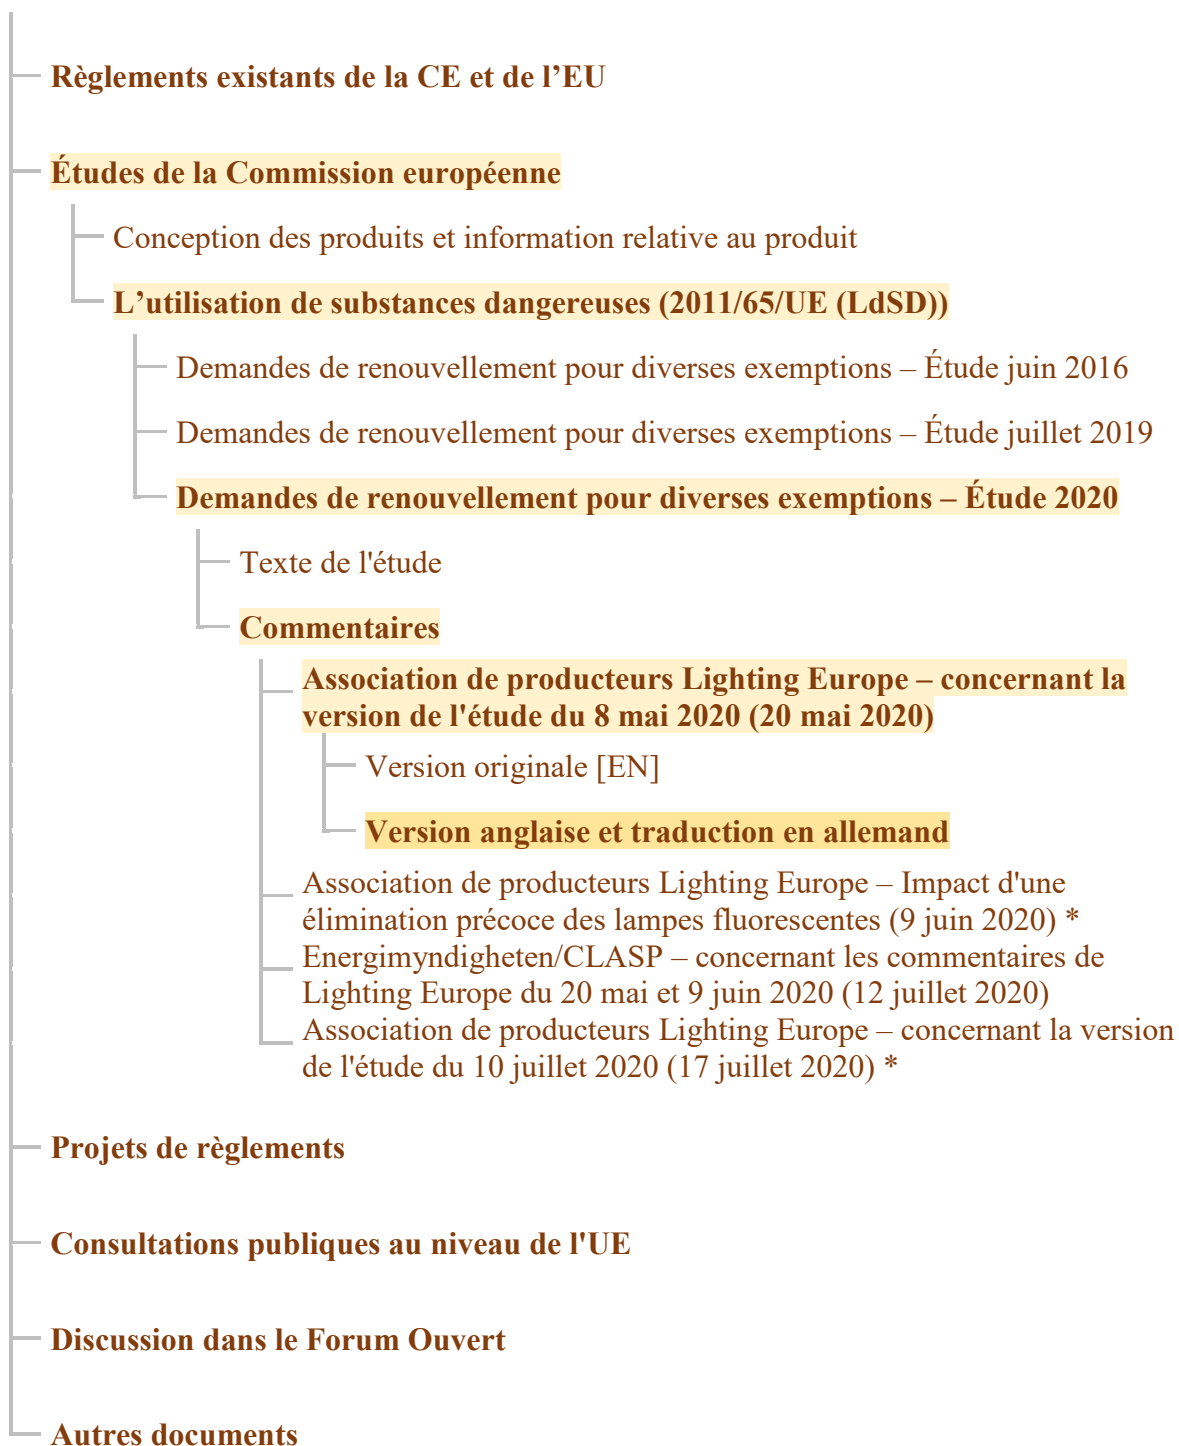 Règlements existants de la CE et de l’EU
Études de la Commission européenne
Conception des produits et information relative au produit
L’utilisation de substances dangereuses (2011/65/UE (LdSD))
Demandes de renouvellement pour diverses exemptions – Étude juin 2016
Demandes de renouvellement pour diverses exemptions – Étude juillet 2019
Demandes de renouvellement pour diverses exemptions – Étude 2020
Texte de l'étude
Commentaires
Association de producteurs Lighting Europe – concernant la
version de l'étude du 8 mai 2020 (20 mai 2020)
Version originale [EN]
Version anglaise et traduction en allemand
Association de producteurs Lighting Europe – Impact d'une
élimination précoce des lampes fluorescentes (9 juin 2020) *
Energimyndigheten/CLASP – concernant les commentaires de
Lighting Europe du 20 mai et 9 juin 2020 (12 juillet 2020)
Association de producteurs Lighting Europe – concernant la version
de l'étude du 10 juillet 2020 (17 juillet 2020) *
Projets de règlements
Consultations publiques au niveau de l'UE
Discussion dans le Forum Ouvert
Autres documents